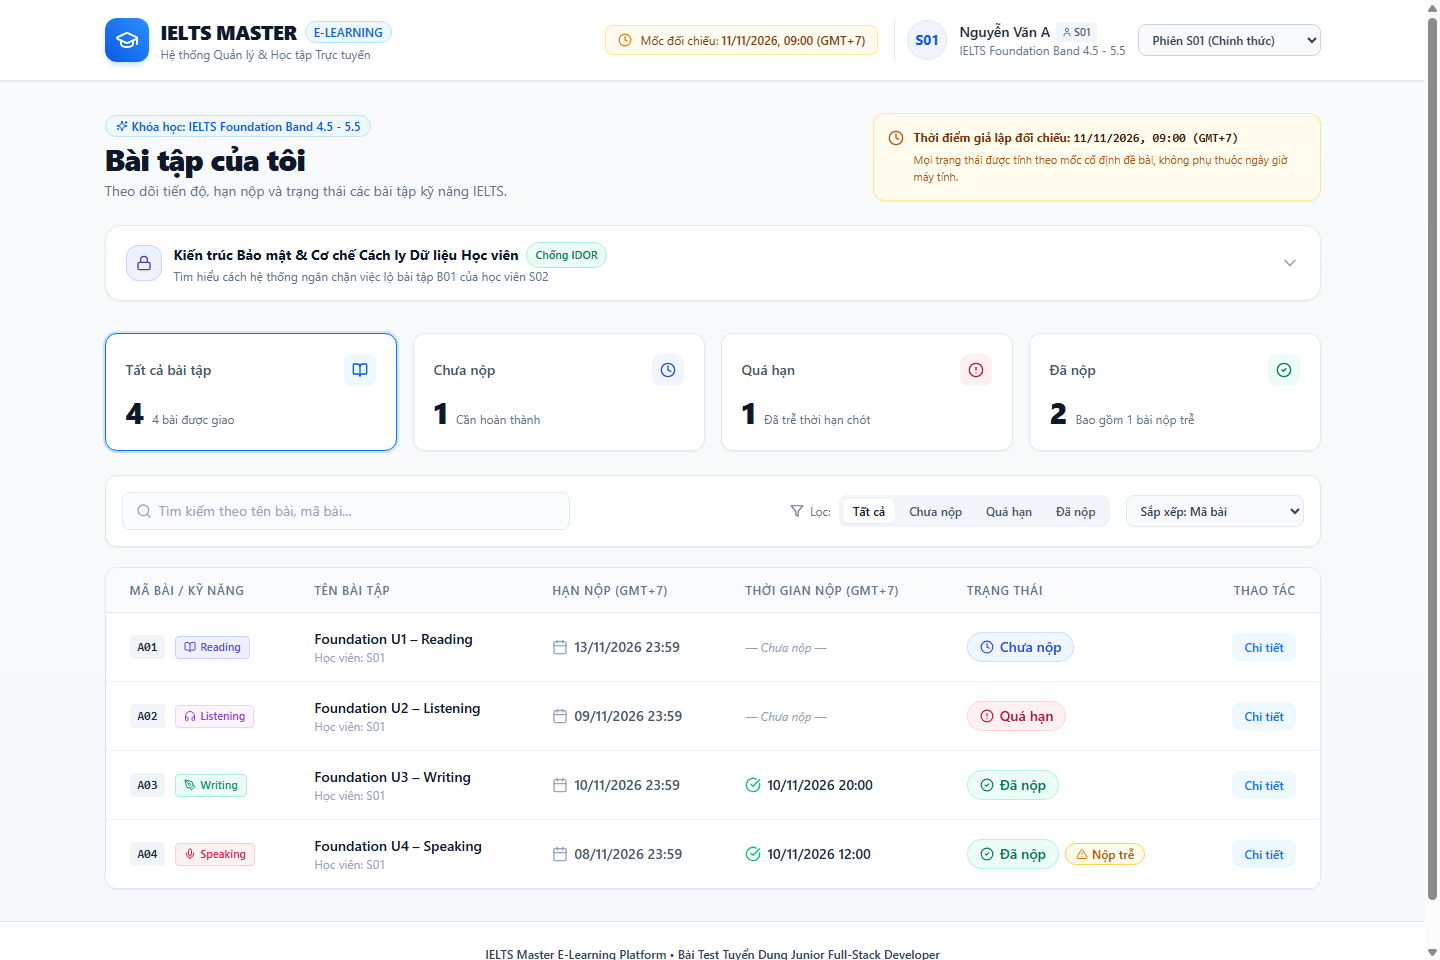 IELTS MASTER E-LEARNING
Hệ thống Quản lý & Học tập Trực tuyến
Mốc đối chiếu: 11/11/2026, 09:00 (GMT+7)
S01
Nguyễn Văn A S01
IELTS Foundation Band 4.5 - 5.5
Phiên S01 (Chính thức)
Khóa học: IELTS Foundation Band 4.5 - 5.5
Bài tập của tôi
Theo dõi tiến độ, hạn nộp và trạng thái các bài tập kỹ năng IELTS.
Thời điểm giả lập đối chiếu: 11/11/2026, 09:00 (GMT+7)
Mọi trạng thái được tính theo mốc cố định đề bài, không phụ thuộc ngày giờ
máy tính.
Kiến trúc Bảo mật & Cơ chế Cách ly Dữ liệu Học viên Chống IDOR
Tìm hiểu cách hệ thống ngăn chặn việc lộ bài tập B01 của học viên S02
Tất cả bài tập
4 4 bài được giao
Chưa nộp
1 Cần hoàn thành
Quá hạn
1 Đã trễ thời hạn chót
Đã nộp
2 Bao gồm 1 bài nộp trễ
Tìm kiếm theo tên bài, mã bài...
Lọc: Tất cả Chưa nộp Quá hạn Đã nộp
Sắp xếp: Mã bài
MÃ BÀI / KỸ NĂNG TÊN BÀI TẬP HẠN NỘP (GMT+7) THỜI GIAN NỘP (GMT+7) TRẠNG THÁI THAO TÁC
A01 Reading Foundation U1 – Reading 13/11/2026 23:59 — Chưa nộp — Chưa nộp Chi tiết
Học viên: S01
A02 Listening Foundation U2 – Listening 09/11/2026 23:59 — Chưa nộp — Quá hạn Chi tiết
Học viên: S01
A03 Writing Foundation U3 – Writing 10/11/2026 23:59 10/11/2026 20:00 Đã nộp Chi tiết
Học viên: S01
A04 Speaking Foundation U4 – Speaking 08/11/2026 23:59 10/11/2026 12:00 Đã nộp Nộp trễ Chi tiết
Học viên: S01
IELTS Master E-Learning Platform • Bài Test Tuyển Dụng Junior Full-Stack Developer